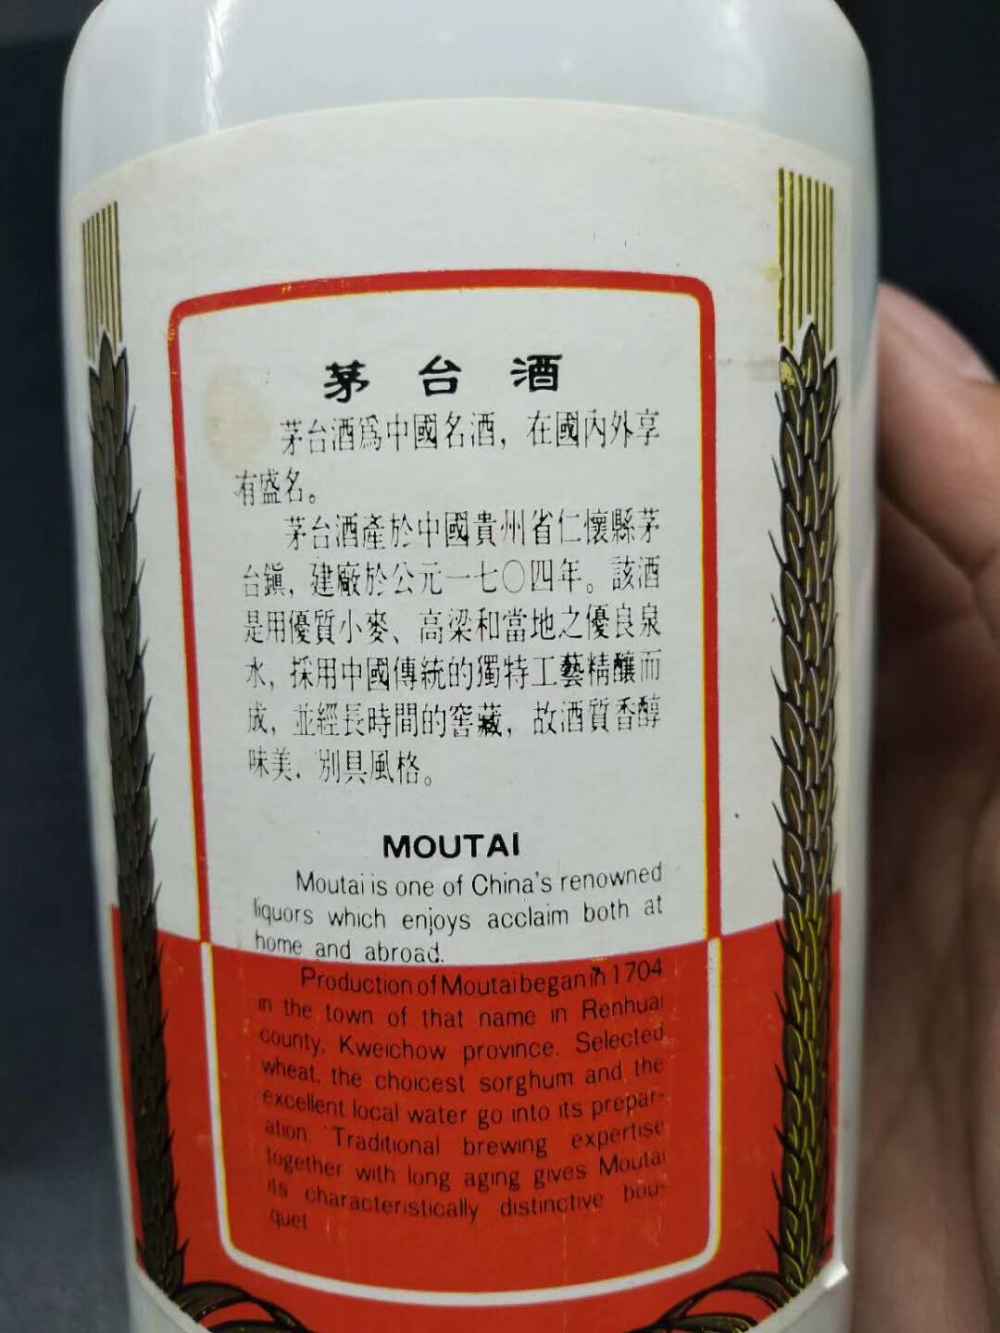 茅台酒
茅台酒爲中國名酒，在國內外享
有盛名。
茅台酒產於中國貴州省仁懷縣茅
台鎮，建廠於公元一七〇四年。該酒
是用優質小麥、高梁和當地之優良泉
水，採用中國傳統的獨特工藝精釀而
成，並經長時間的窖藏，故酒質香醇
味美．別具風格。
MOUTAI
Moutai is one of China's renowned
liquors which enjoys acclaim both at
home and abroad.
Production of Moutai began in 1704
in the town of that name in Renhuai
county, Kweichow province. Selected
wheat, the choicest sorghum and the
excellent local water go into its prepar-
ation. Traditional brewing expertise
together with long aging gives Moutai
its characteristically distinctive bou-
quet